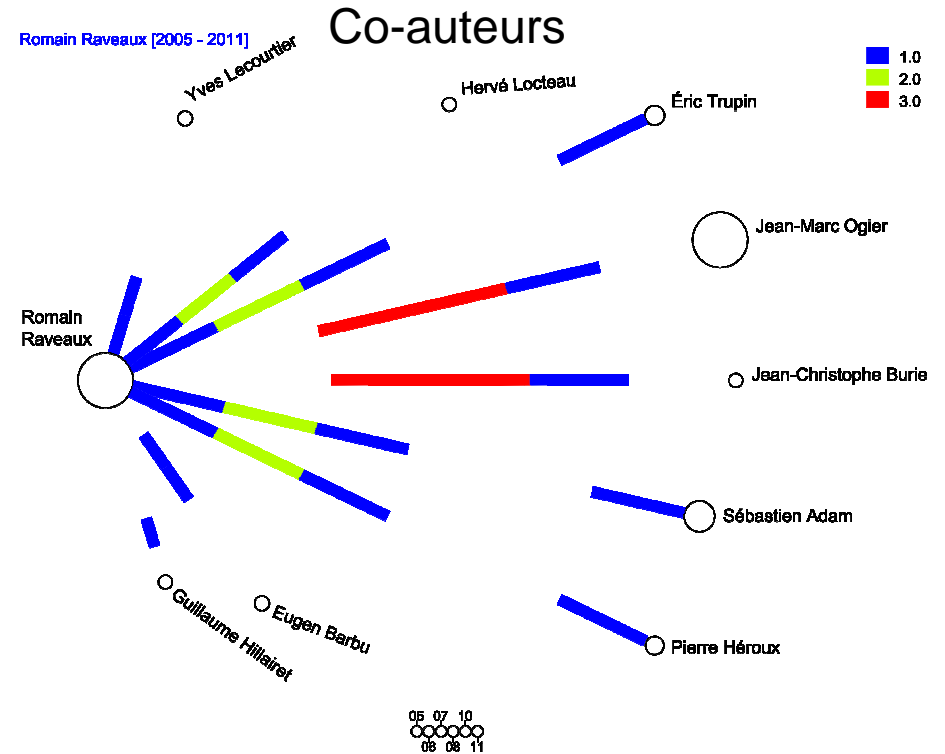 Co-auteurs
Romain Raveaux [2005 - 2011]
Yves Lecourtier
Hervé Locteau
Éric Trupin
1.0
2.0
3.0
Jean-Marc Ogier
Romain
Raveaux
Jean-Christophe Burie
Sébastien Adam
Guillaume Hillairet
Eugen Barbu
Pierre Héroux
05 07 10
06 08 11